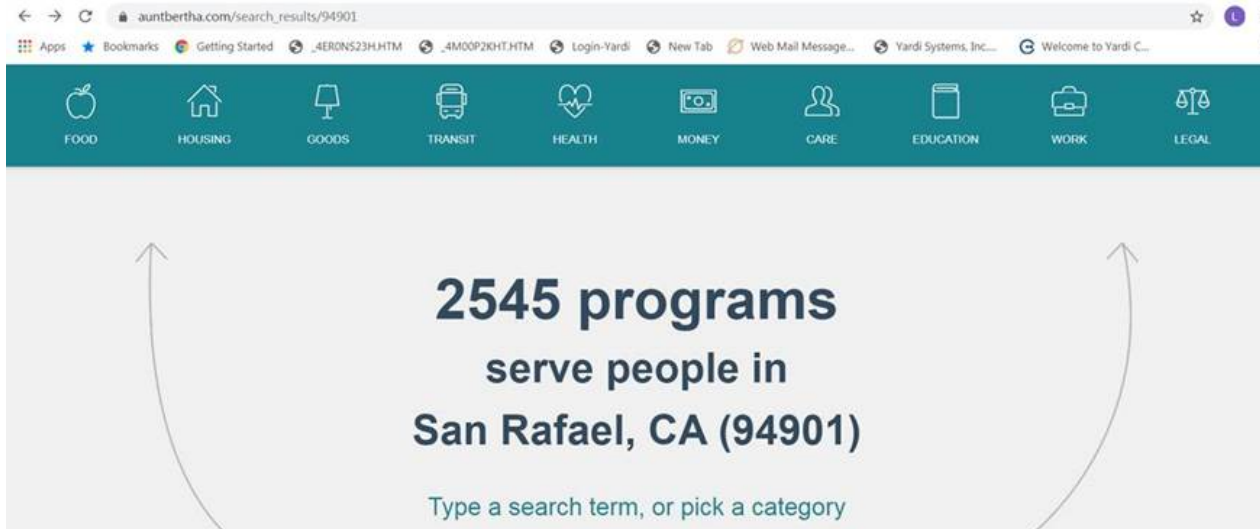 auntbertha.com/search_results/94901
L
Apps Bookmarks Getting Started _4ER0NS23H.HTM _4M00P2KHT.HTM Login-Yardi New Tab Web Mail Message... Yardi Systems, Inc.... Welcome to Yardi C...
FOOD HOUSING GOODS TRANSIT HEALTH MONEY CARE EDUCATION WORK LEGAL
2545 programs
serve people in
San Rafael, CA (94901)
Type a search term, or pick a category